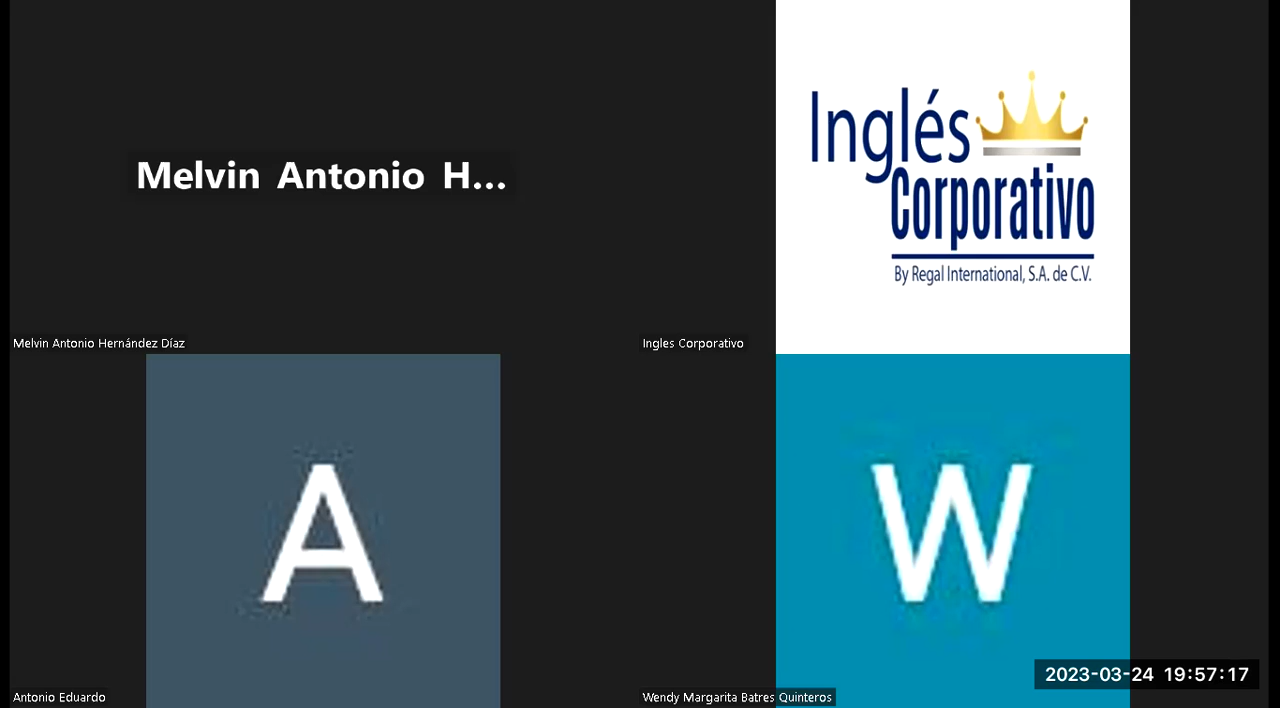 Melvin Antonio H...
Melvin Antonio Hernández Díaz
Inglés
Corporativo
By Regal International, S.A. de C.V.
Ingles Corporativo
A
Antonio Eduardo
W
Wendy Margarita Batres Quinteros
2023-03-24 19:57:17